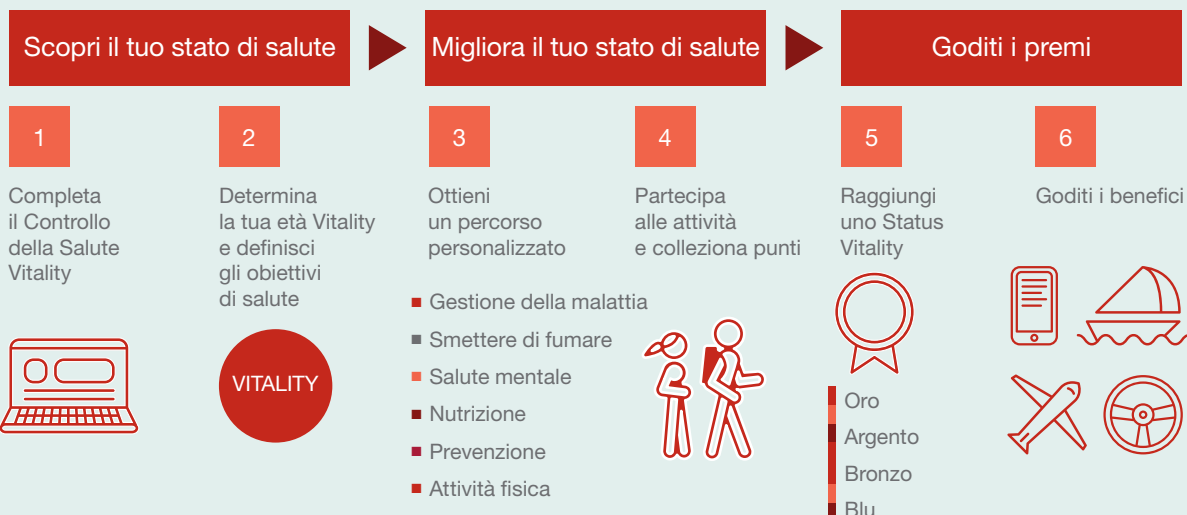 Scopri il tuo stato di salute
Migliora il tuo stato di salute
Goditi i premi
1
Completa
il Controllo
della Salute
Vitality
2
Determina
la tua età Vitality
e definisci
gli obiettivi
di salute
VITALITY
3
Ottieni
un percorso
personalizzato
Gestione della malattia
Smettere di fumare
Salute mentale
Nutrizione
Prevenzione
Attività fisica
4
Partecipa
alle attività
e colleziona punti
5
Raggiungi
uno Status
Vitality
Oro
Argento
Bronzo
Blu
6
Goditi i benefici